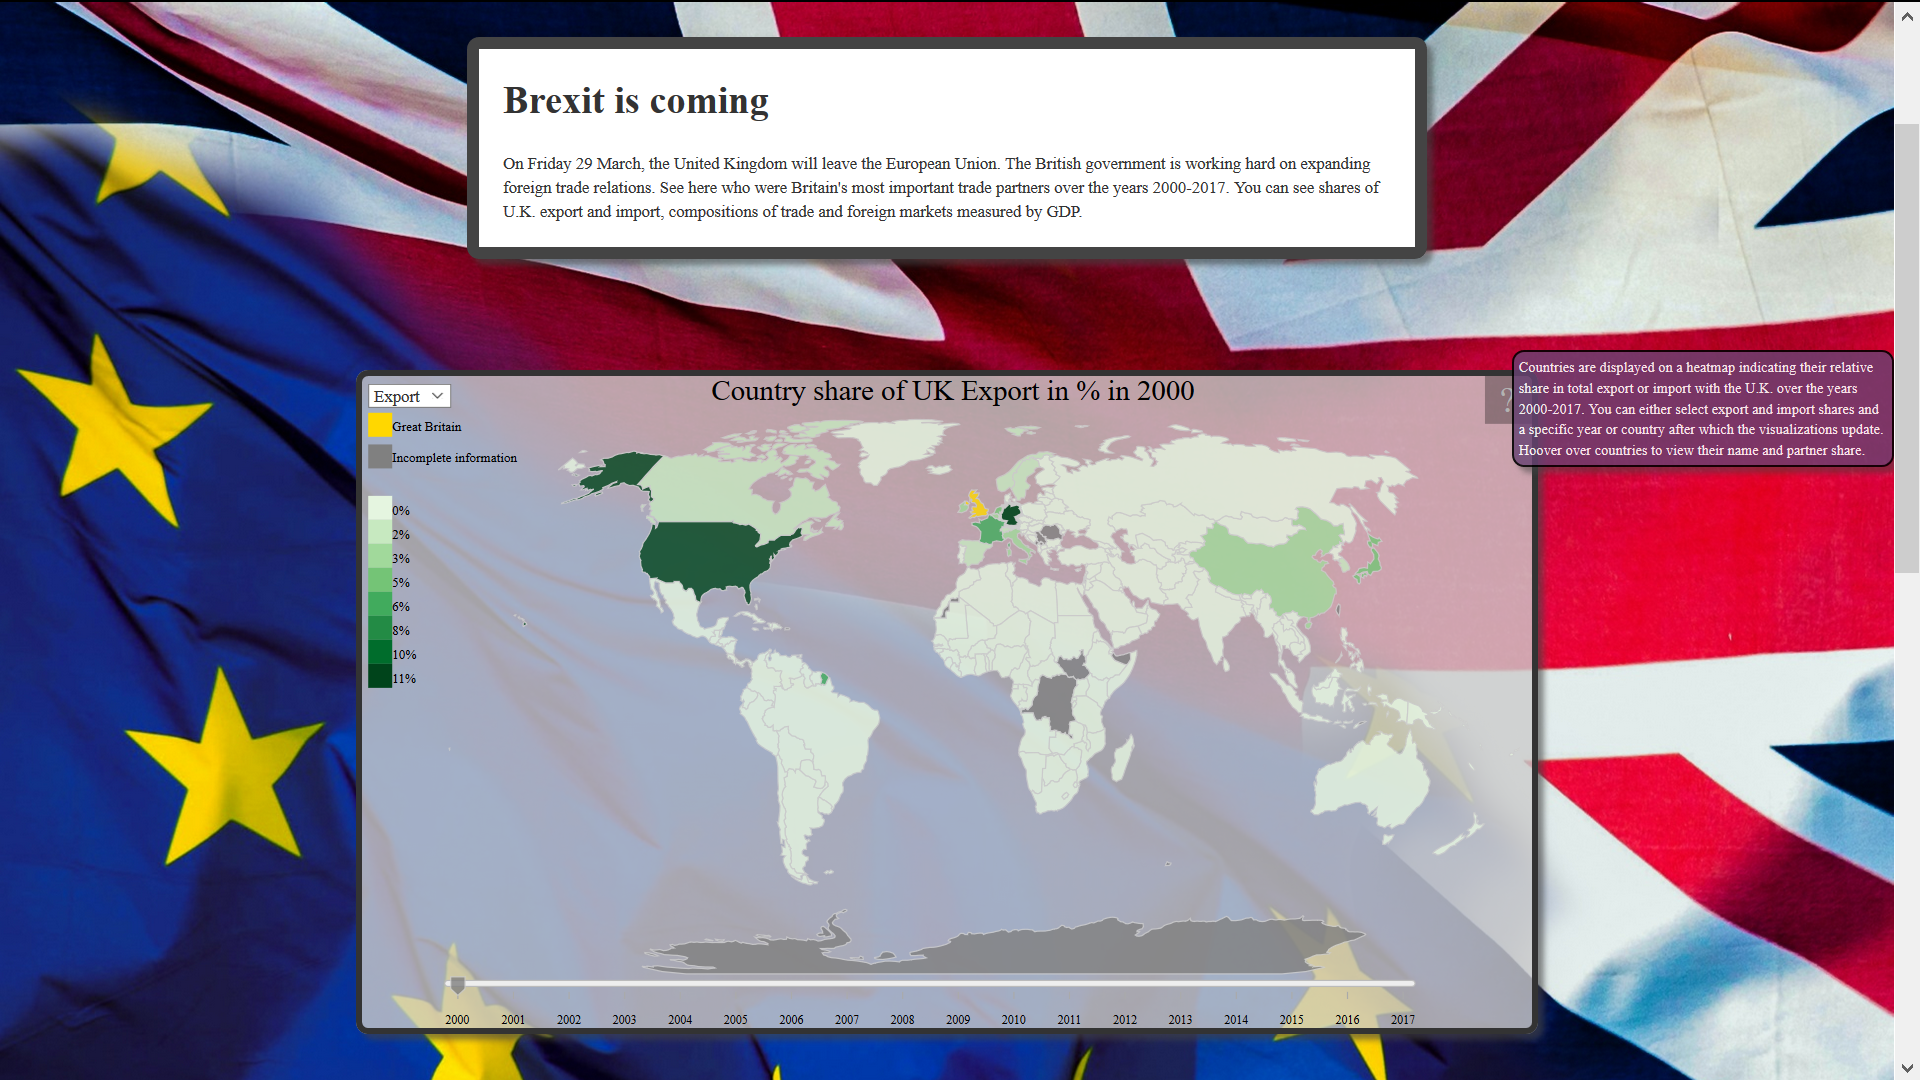 Brexit is coming
On Friday 29 March, the United Kingdom will leave the European Union. The British government is working hard on expanding
foreign trade relations. See here who were Britain's most important trade partners over the years 2000-2017. You can see shares of
U.K. export and import, compositions of trade and foreign markets measured by GDP.
Export
Country share of UK Export in % in 2000
?
Countries are displayed on a heatmap indicating their relative
share in total export or import with the U.K. over the years
2000-2017. You can either select export and import shares and
a specific year or country after which the visualizations update.
Hoover over countries to view their name and partner share.
Great Britain
Incomplete information
0%
2%
3%
5%
6%
8%
10%
11%
2000 2001 2002 2003 2004 2005 2006 2007 2008 2009 2010 2011 2012 2013 2014 2015 2016 2017